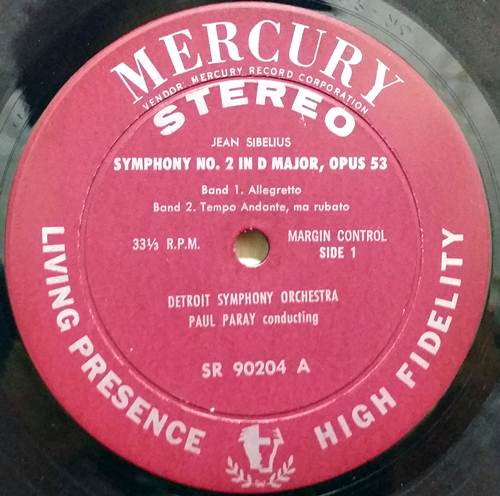 MERCURY
VENDOR: MERCURY RECORD CORPORATION
STEREO
JEAN SIBELIUS
SYMPHONY NO. 2 IN D MAJOR, OPUS 53
Band 1. Allegretto
Band 2. Tempo Andante, ma rubato
33⅓ R.P.M.
MARGIN CONTROL
SIDE 1
DETROIT SYMPHONY ORCHESTRA
PAUL PARAY conducting
SR 90204 A
LIVING PRESENCE
HIGH FIDELITY